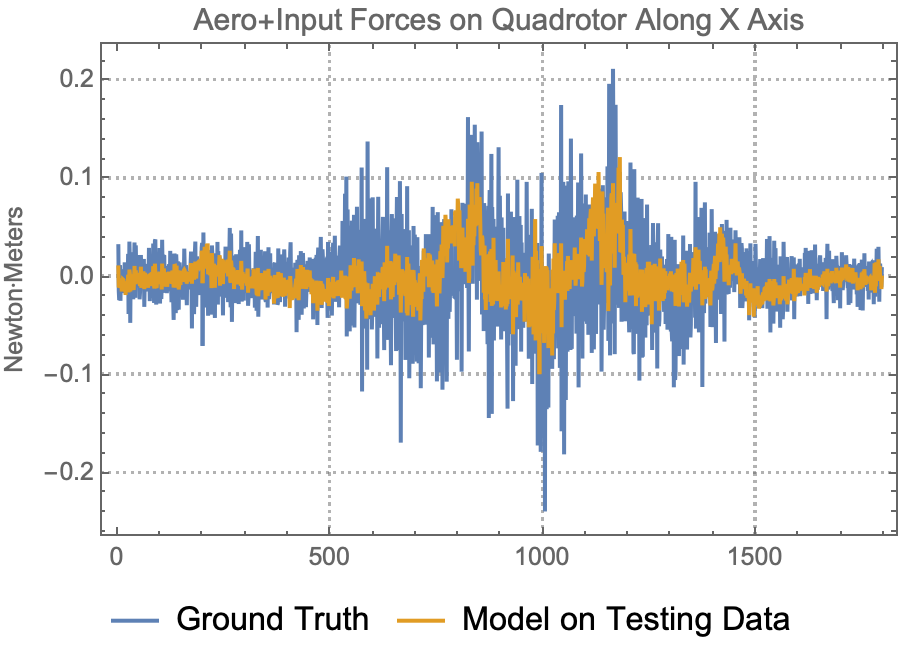 Aero+Input Forces on Quadrotor Along X Axis
Newton·Meters
0.2
0.1
0.0
−0.1
−0.2
0 500 1000 1500
Ground Truth Model on Testing Data